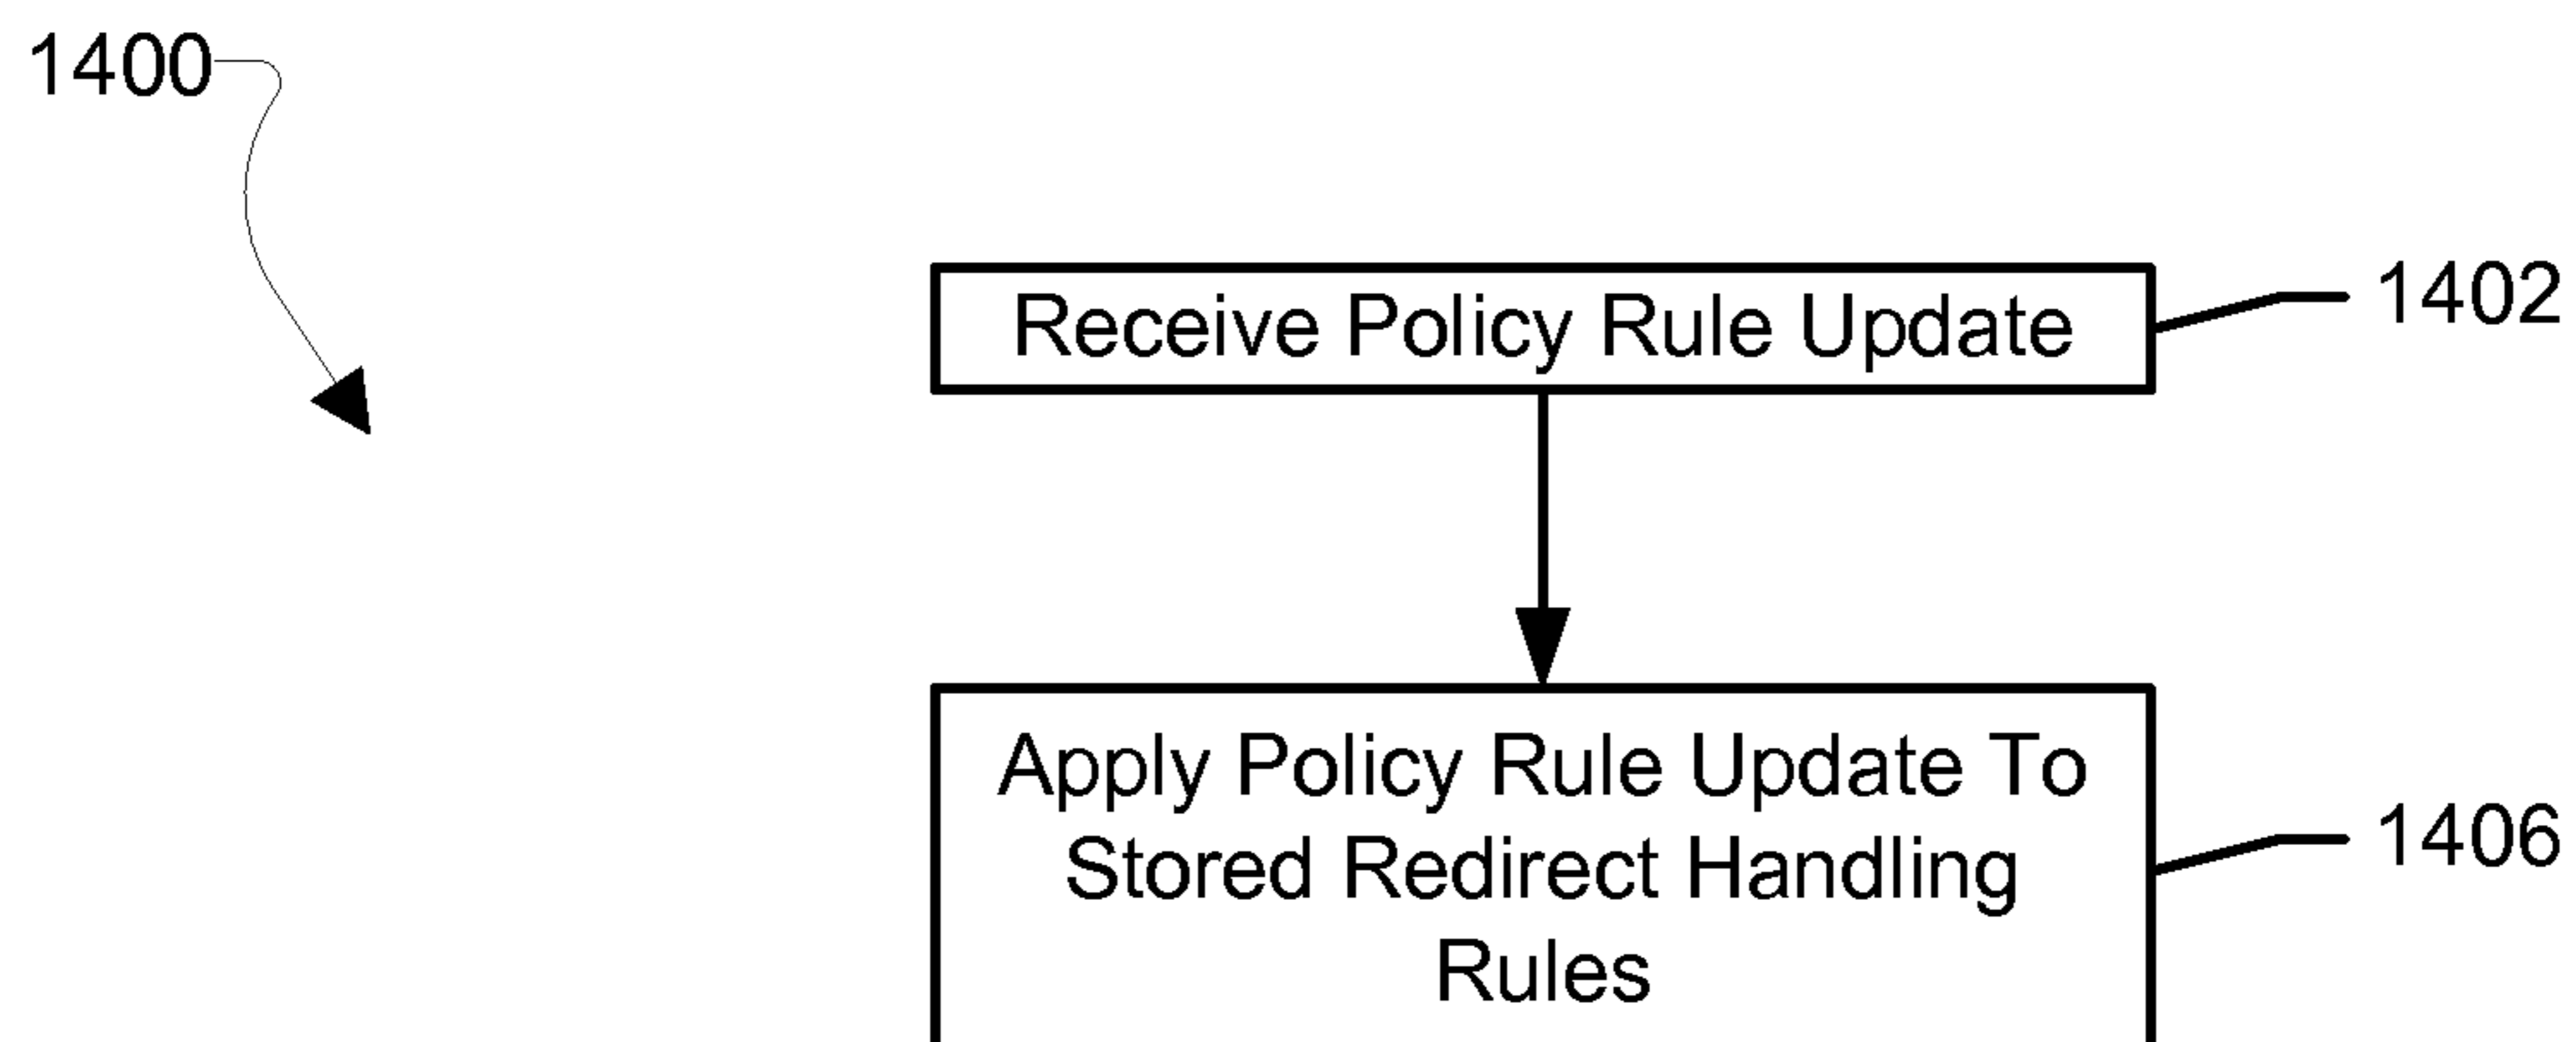 1400
Receive Policy Rule Update
1402
Apply Policy Rule Update To
Stored Redirect Handling
Rules
1406